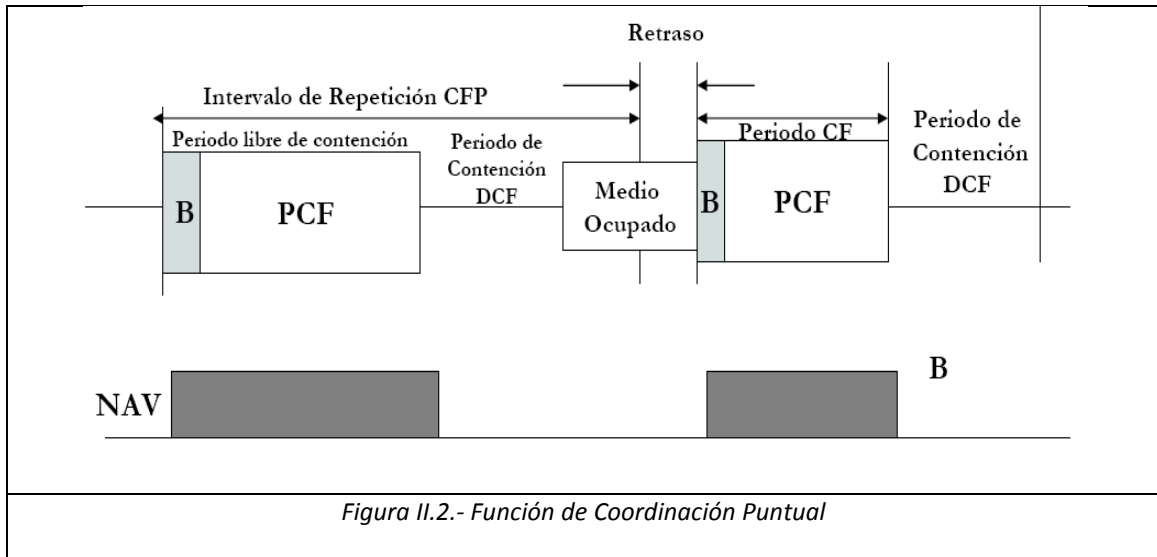 Retraso
Intervalo de Repetición CFP
Periodo libre de contención
Periodo de
Contención
DCF
Periodo CF
Periodo de
Contención
DCF
B
PCF
Medio
Ocupado
B
PCF
B
NAV
Figura II.2.- Función de Coordinación Puntual